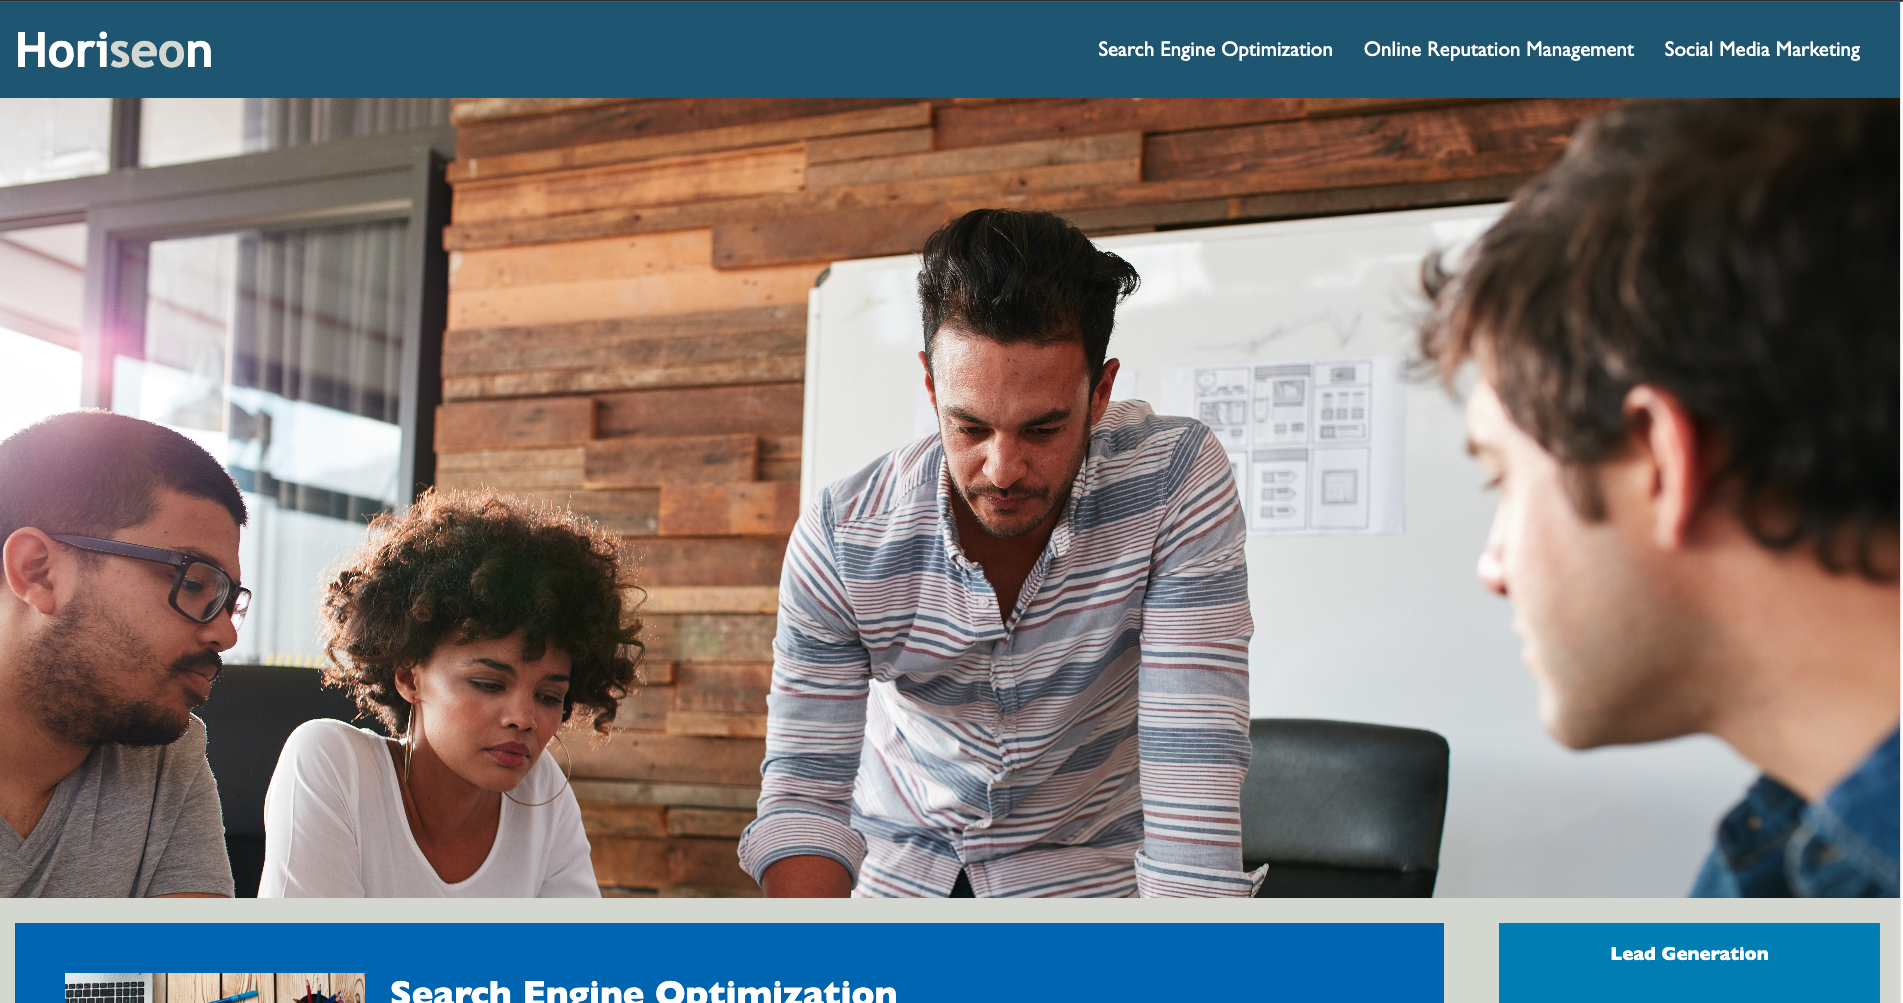 Horiseon
Search Engine Optimization
Online Reputation Management
Social Media Marketing
Search Engine Optimization
Lead Generation